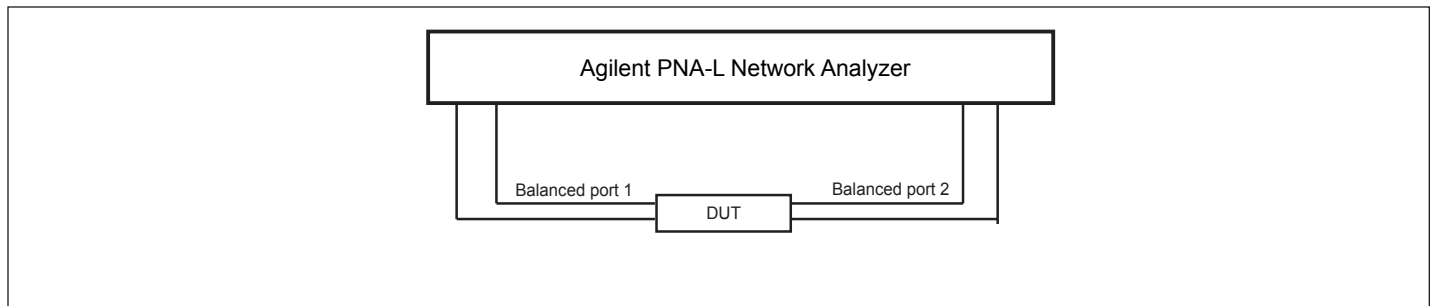 Agilent PNA-L Network Analyzer
Balanced port 1
Balanced port 2
DUT